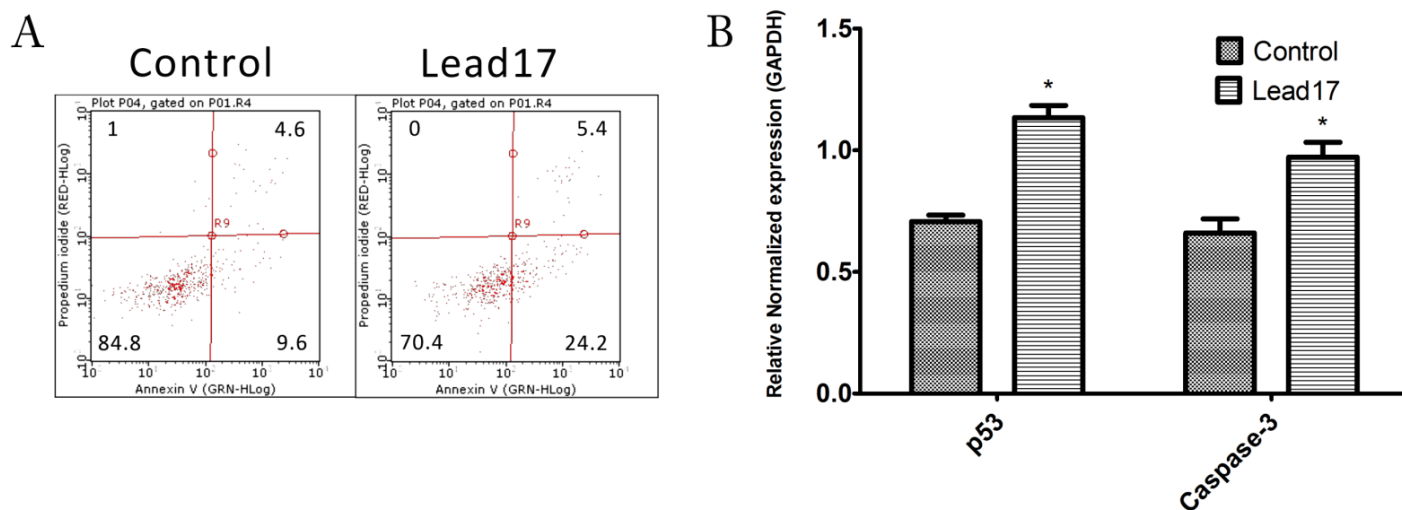 A
Control
Lead17
Plot P04, gated on P01.R4
Plot P04, gated on P01.R4
1
4.6
0
5.4
R9
R9
84.8
9.6
70.4
24.2
Propedium iodide (RED-HLog)
Propedium iodide (RED-HLog)
Annexin V (GRN-HLog)
Annexin V (GRN-HLog)
B
Relative Normalized expression (GAPDH)
1.5
1.0
0.5
0.0
Control
Lead17
*
*
p53
Caspase-3